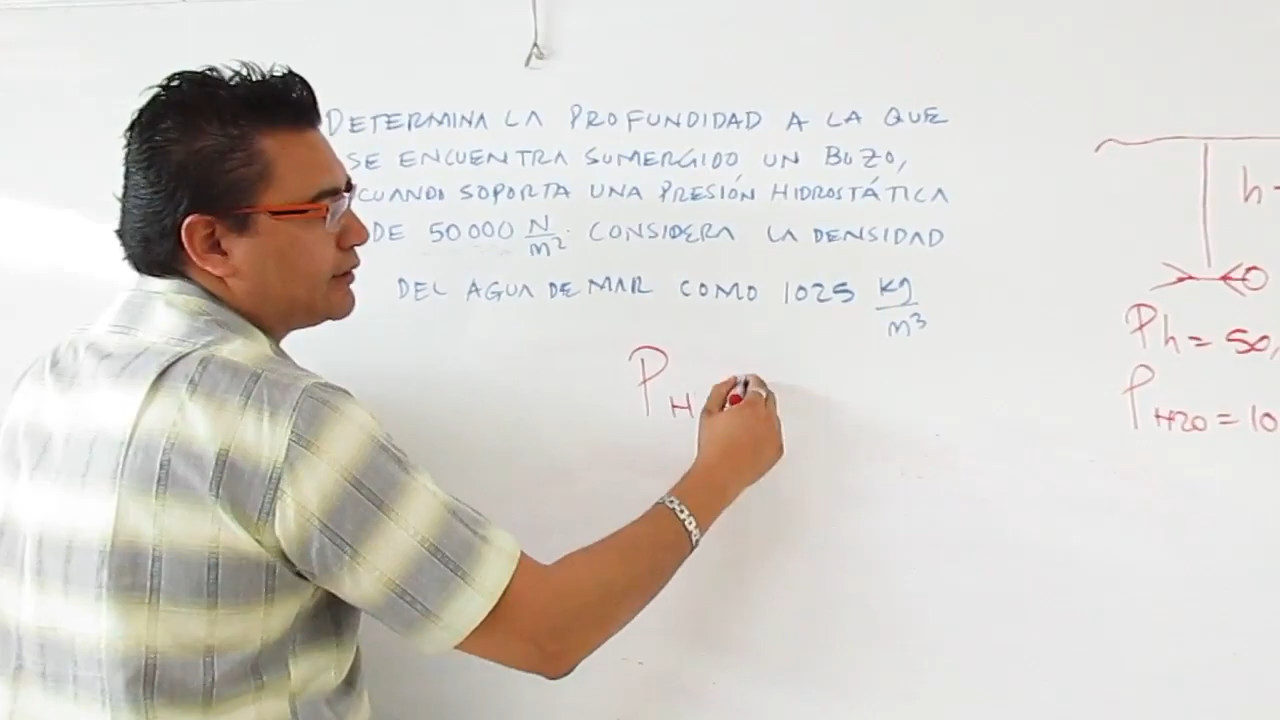 DETERMINA LA PROFUNDIDAD A LA QUE
SE ENCUENTRA SUMERGIDO UN BUZO,
CUANDO SOPORTA UNA PRESIÓN HIDROSTÁTICA
DE 50000 N/m². CONSIDERA LA DENSIDAD
DEL AGUA DE MAR COMO 1025 kg/m³
P H
h =
Ph = 50,
ρ H2O = 10